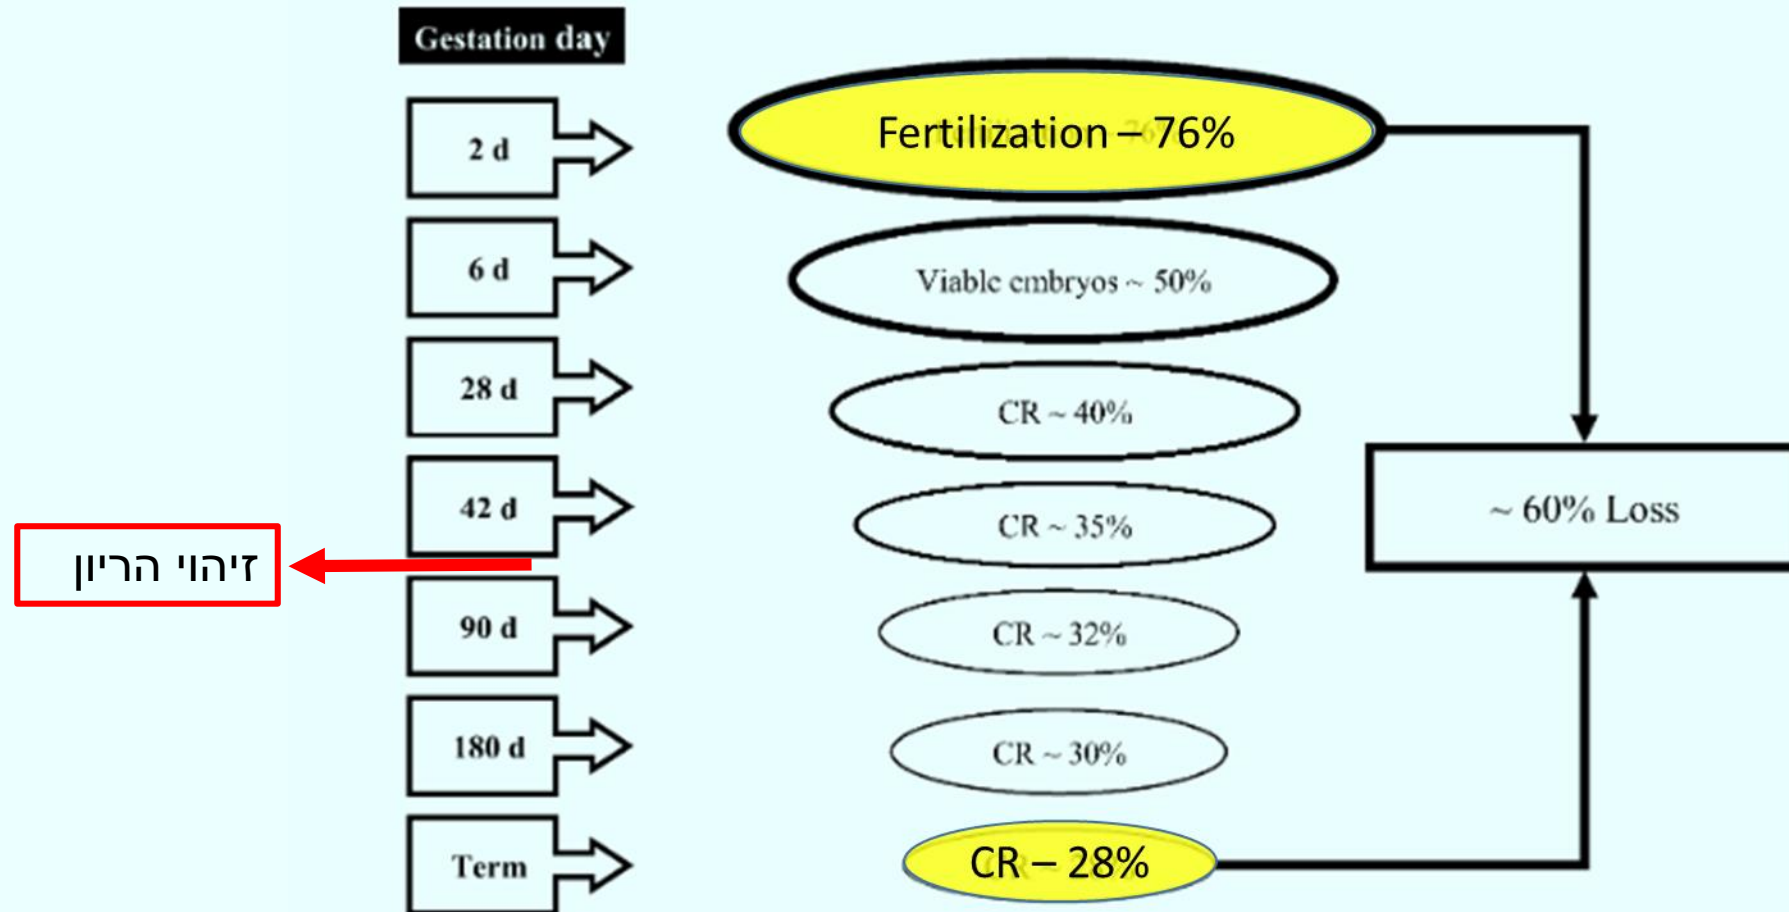 Gestation day
2 d
Fertilization – 76%
6 d
Viable embryos ~ 50%
28 d
CR ~ 40%
42 d
CR ~ 35%
~ 60% Loss
זיהוי הריון
90 d
CR ~ 32%
180 d
CR ~ 30%
Term
CR – 28%